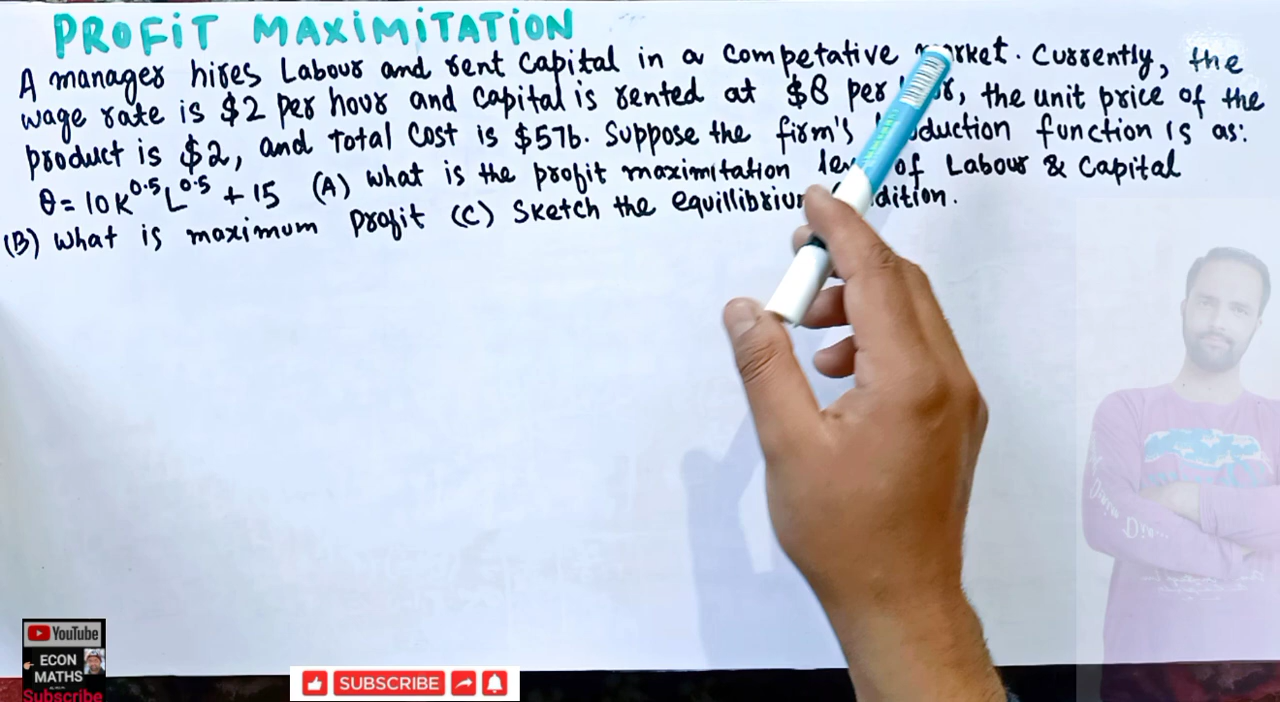 PROFiT MAXiMiTATiON
A manager hires Labour and rent Capital in a competative market. Currently, the
wage rate is $2 per hour and Capital is rented at $8 per, the unit price of the
product is $2, and Total Cost is $576. Suppose the firm's function is as:
θ = 10K^0.5 L^0.5 + 15 (A) What is the profit maximitation of Labour & Capital
(B) What is maximum Profit (C) Sketch the equillibrium
YouTube
ECON
MATHS
Subscribe
SUBSCRIBE